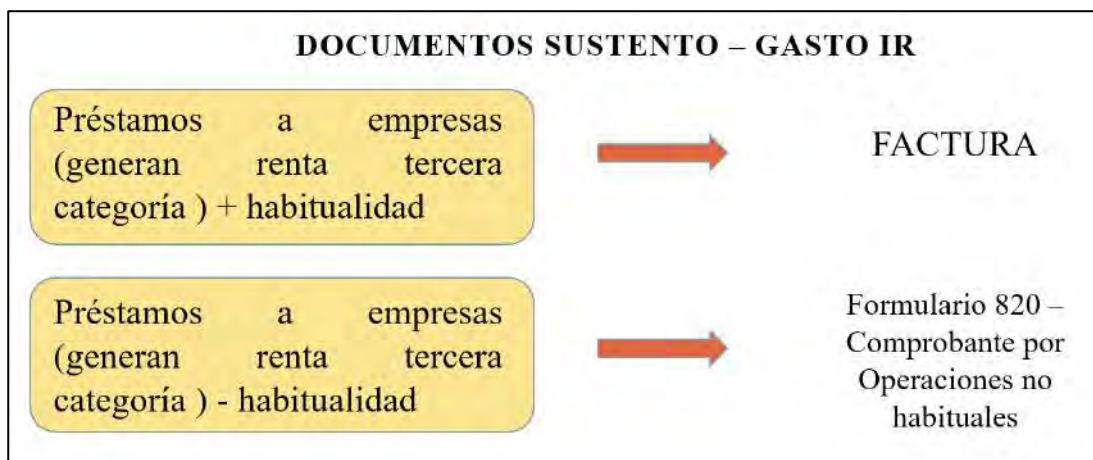 DOCUMENTOS SUSTENTO – GASTO IR
Préstamos a empresas
(generan renta tercera
categoría ) + habitualidad
FACTURA
Préstamos a empresas
(generan renta tercera
categoría ) - habitualidad
Formulario 820 –
Comprobante por
Operaciones no
habituales